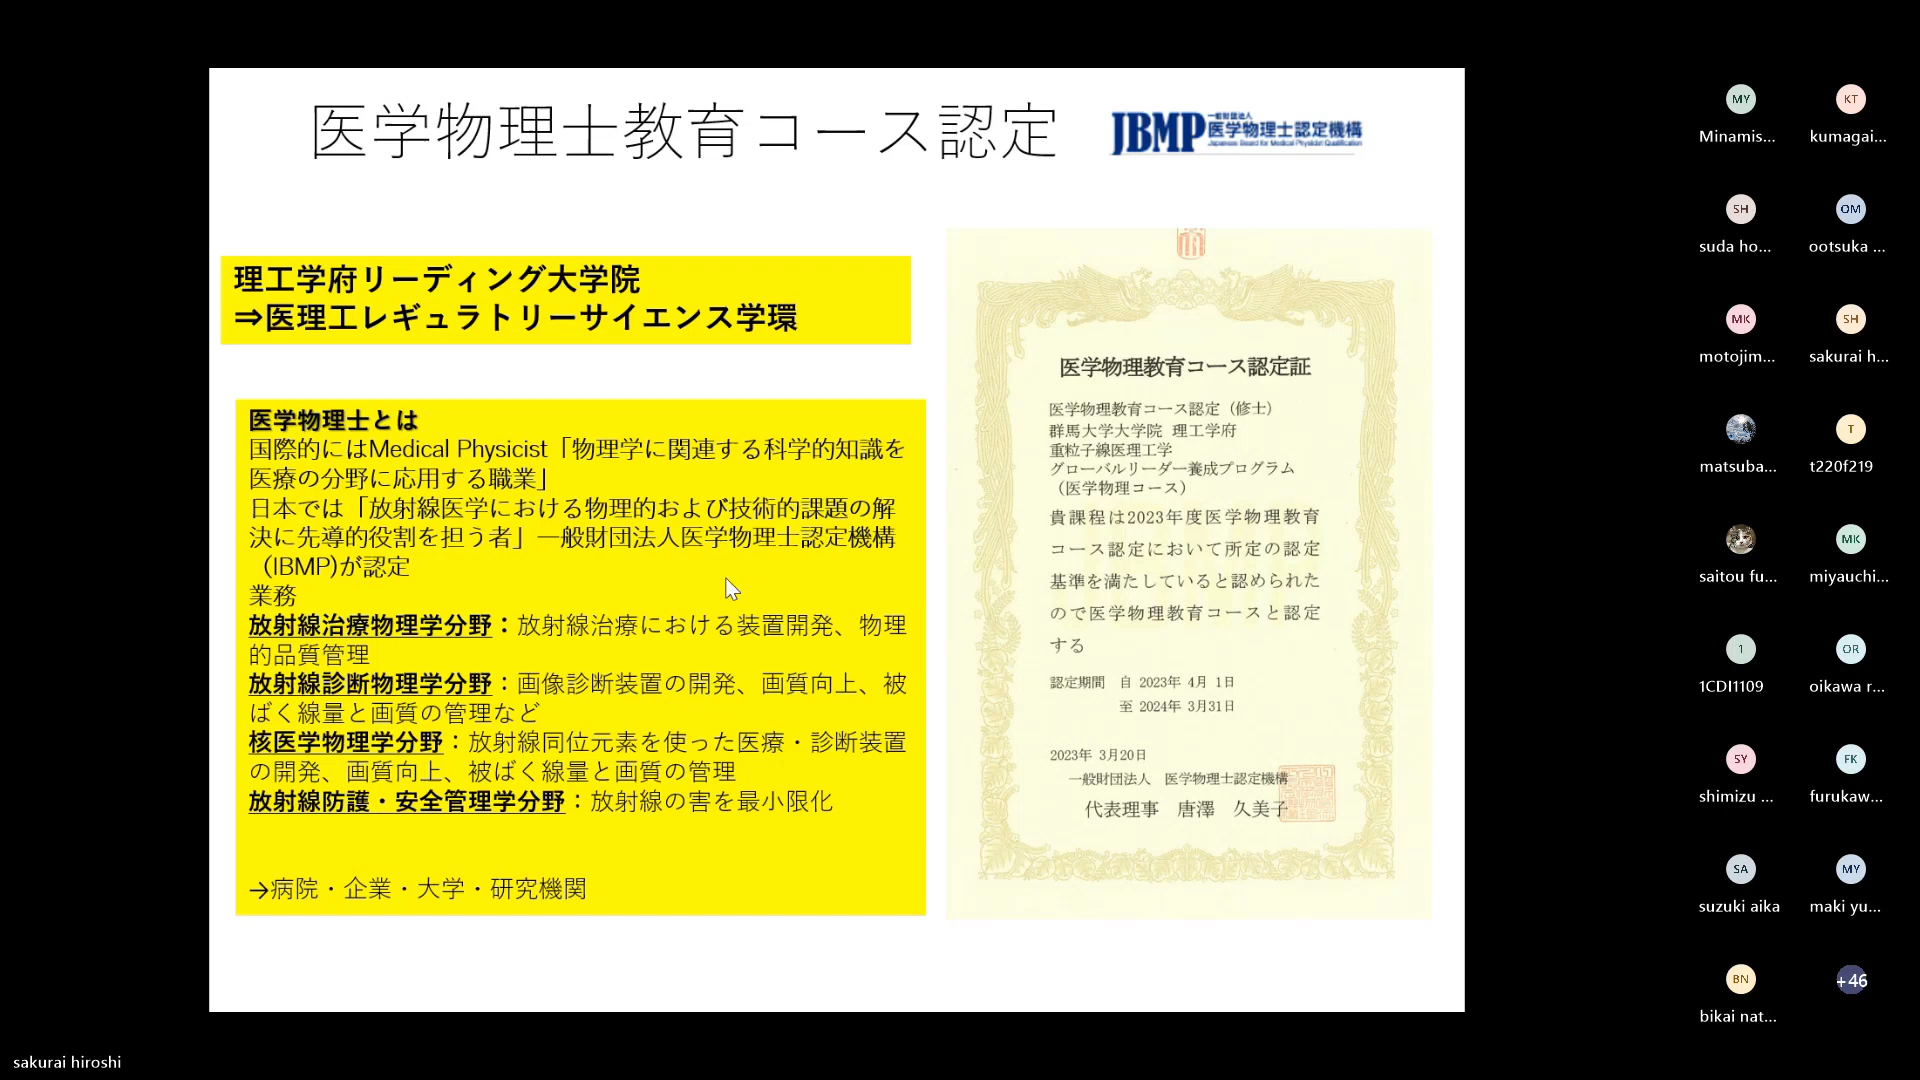 医学物理士教育コース認定
JBMP
一般財団法人
医学物理士認定機構
Japanese Board for Medical Physicist Qualification
理工学府リーディング大学院
⇒医理工レギュラトリーサイエンス学環
医学物理士とは
国際的にはMedical Physicist「物理学に関連する科学的知識を
医療の分野に応用する職業」
日本では「放射線医学における物理的および技術的課題の解
決に先導的役割を担う者」一般財団法人医学物理士認定機構
(IBMP)が認定
業務
放射線治療物理学分野：放射線治療における装置開発、物理
的品質管理
放射線診断物理学分野：画像診断装置の開発、画質向上、被
ばく線量と画質の管理など
核医学物理学分野：放射線同位元素を使った医療・診断装置
の開発、画質向上、被ばく線量と画質の管理
放射線防護・安全管理学分野：放射線の害を最小限化
→病院・企業・大学・研究機関
医学物理教育コース認定証
医学物理教育コース認定（修士）
群馬大学大学院 理工学府
重粒子線医理工学
グローバルリーダー養成プログラム
（医学物理コース）
貴課程は2023年度医学物理教育
コース認定において所定の認定
基準を満たしていると認められた
ので医学物理教育コースと認定
する
認定期間 自 2023年 4月 1日
至 2024年 3月31日
2023年 3月20日
一般財団法人 医学物理士認定機構
代表理事 唐澤 久美子
MY
KT
Minamis...
kumagai...
SH
OM
suda ho...
ootsuka ...
MK
SH
motojim...
sakurai h...
T
matsuba...
t220f219
MK
saitou fu...
miyauchi...
1
OR
1CDI1109
oikawa r...
SY
FK
shimizu ...
furukaw...
SA
MY
suzuki aika
maki yu...
BN
+46
bikai nat...
sakurai hiroshi